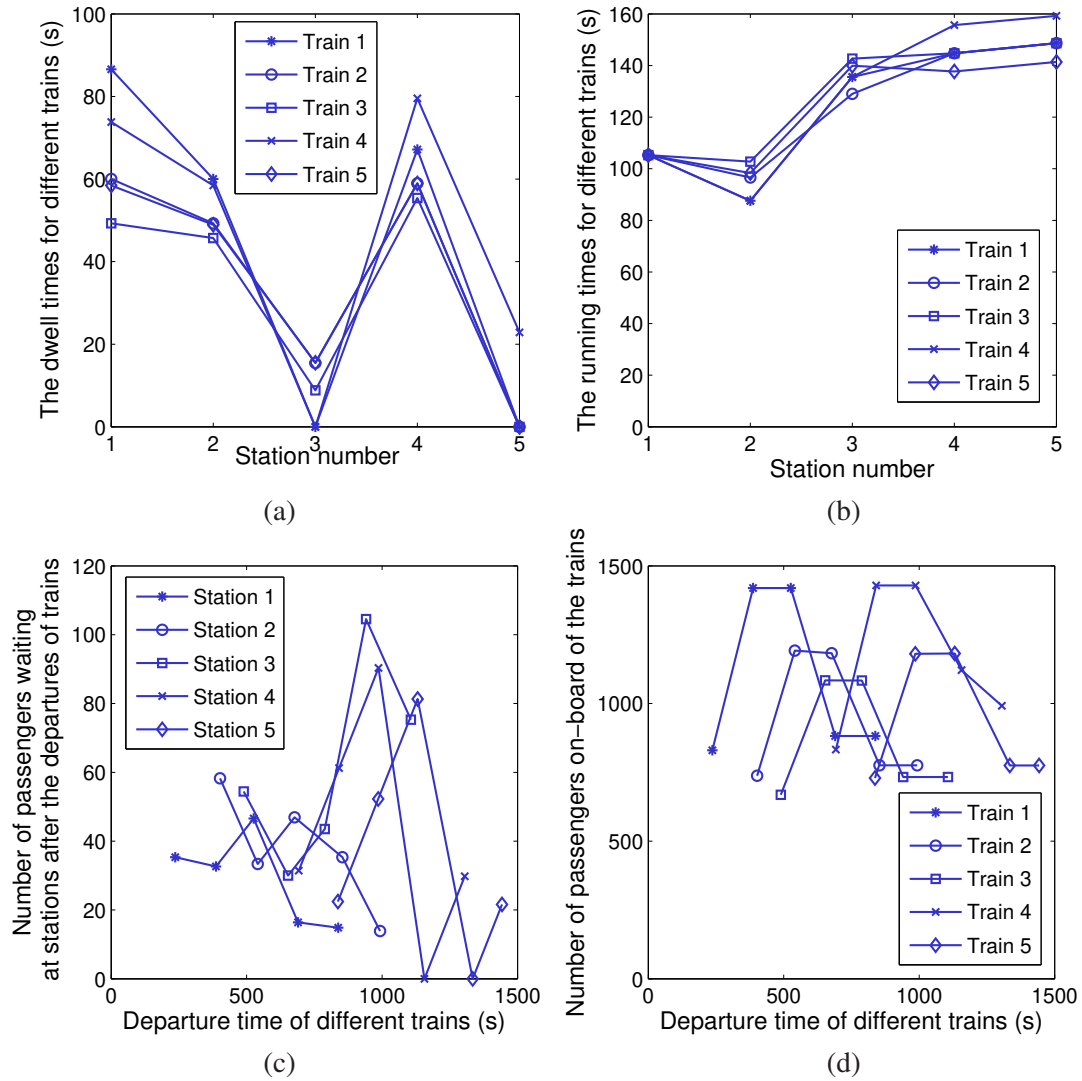 The dwell times for different trains (s)
100
80
60
40
20
0
1
2
3
4
5
Station number
Train 1
Train 2
Train 3
Train 4
Train 5
(a)
The running times for different trains (s)
160
140
120
100
80
60
40
20
0
1
2
3
4
5
Station number
Train 1
Train 2
Train 3
Train 4
Train 5
(b)
Number of passengers waiting
at stations after the departures of trains
120
100
80
60
40
20
0
0
500
1000
1500
Departure time of different trains (s)
Station 1
Station 2
Station 3
Station 4
Station 5
(c)
Number of passengers on-board of the trains
1500
1000
500
0
0
500
1000
1500
Departure time of different trains (s)
Train 1
Train 2
Train 3
Train 4
Train 5
(d)